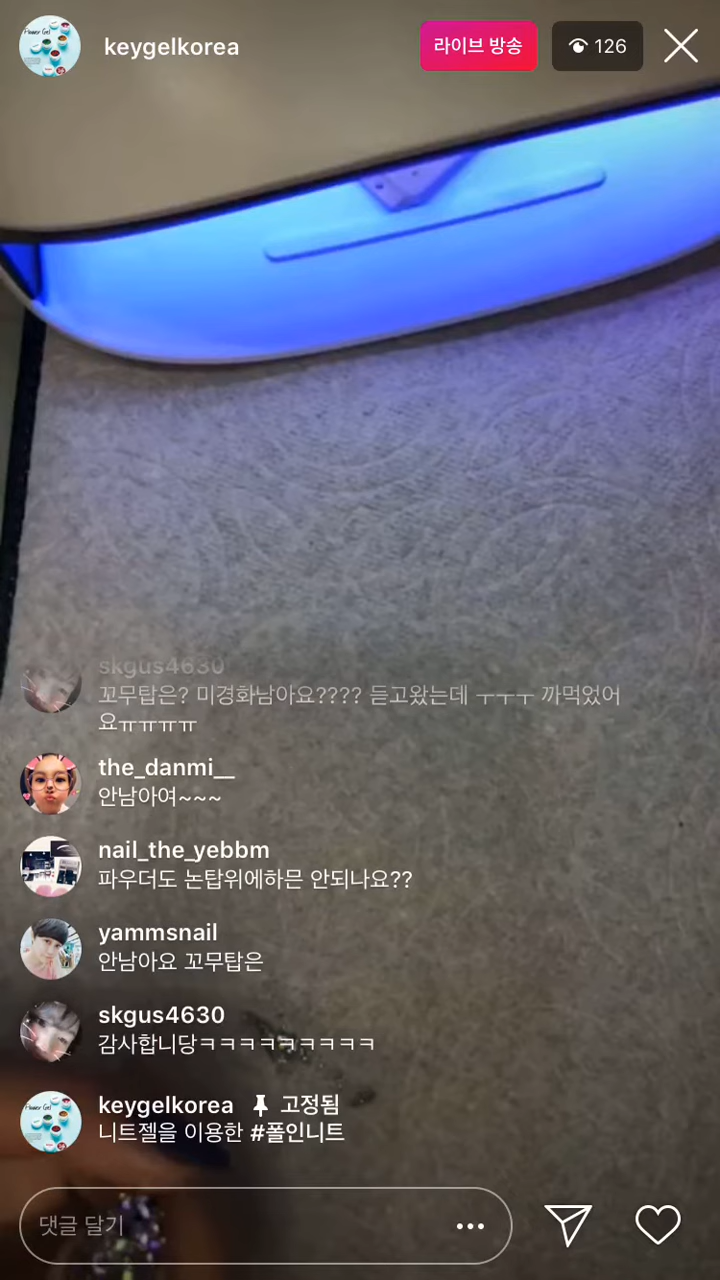 keygelkorea
라이브 방송
126
skgus4630
꼬무탑은? 미경화남아요???? 듣고왔는데 ㅜㅜㅜ 까먹었어
요ㅠㅠㅠㅠ
the_danmi__
안남아여~~~
nail_the_yebbm
파우더도 논탑위에하믄 안되나요??
yammsnail
안남아요 꼬무탑은
skgus4630
감사합니당ㅋㅋㅋㅋㅋㅋㅋㅋㅋ
keygelkorea 고정됨
니트젤을 이용한 #폴인니트
댓글 달기